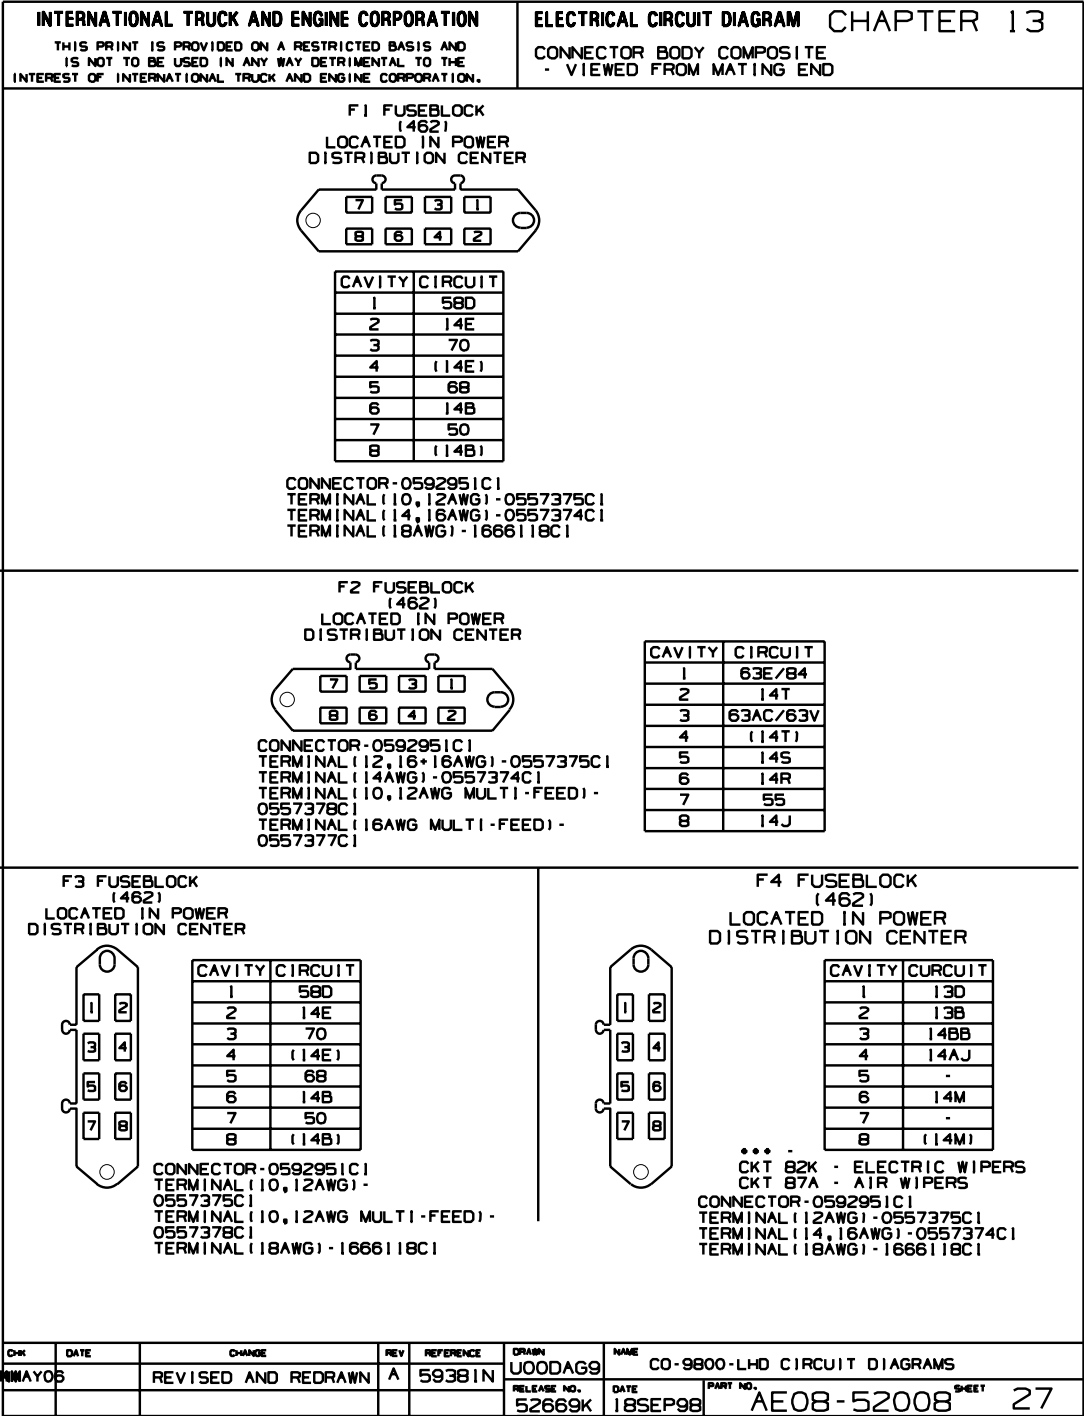 INTERNATIONAL TRUCK AND ENGINE CORPORATION
THIS PRINT IS PROVIDED ON A RESTRICTED BASIS AND
IS NOT TO BE USED IN ANY WAY DETRIMENTAL TO THE
INTEREST OF INTERNATIONAL TRUCK AND ENGINE CORPORATION.
ELECTRICAL CIRCUIT DIAGRAM CHAPTER 13
CONNECTOR BODY COMPOSITE
- VIEWED FROM MATING END
F1 FUSEBLOCK
(462)
LOCATED IN POWER
DISTRIBUTION CENTER
7 5 3 1
8 6 4 2
CAVITY CIRCUIT
1 58D
2 14E
3 70
4 (14E)
5 68
6 14B
7 50
8 (14B)
CONNECTOR-0592951C1
TERMINAL(10,12AWG)-0557375C1
TERMINAL(14,16AWG)-0557374C1
TERMINAL(18AWG)-1666118C1
F2 FUSEBLOCK
(462)
LOCATED IN POWER
DISTRIBUTION CENTER
7 5 3 1
8 6 4 2
CONNECTOR-0592951C1
TERMINAL(12,16+16AWG)-0557375C1
TERMINAL(14AWG)-0557374C1
TERMINAL(10,12AWG MULTI-FEED)-
0557378C1
TERMINAL(16AWG MULTI-FEED)-
0557377C1
CAVITY CIRCUIT
1 63E/84
2 14T
3 63AC/63V
4 (14T)
5 14S
6 14R
7 55
8 14J
F3 FUSEBLOCK
(462)
LOCATED IN POWER
DISTRIBUTION CENTER
1 2
3 4
5 6
7 8
CAVITY CIRCUIT
1 58D
2 14E
3 70
4 (14E)
5 68
6 14B
7 50
8 (14B)
CONNECTOR-0592951C1
TERMINAL(10,12AWG)-
0557375C1
TERMINAL(10,12AWG MULTI-FEED)-
0557378C1
TERMINAL(18AWG)-1666118C1
F4 FUSEBLOCK
(462)
LOCATED IN POWER
DISTRIBUTION CENTER
1 2
3 4
5 6
7 8
CAVITY CURCUIT
1 13D
2 13B
3 14BB
4 14AJ
5 -
6 14M
7 -
8 (14M)
••• -
CKT 82K - ELECTRIC WIPERS
CKT 87A - AIR WIPERS
CONNECTOR-0592951C1
TERMINAL(12AWG)-0557375C1
TERMINAL(14,16AWG)-0557374C1
TERMINAL(18AWG)-1666118C1
CHK DATE CHANGE REV REFERENCE
REVISED AND REDRAWN A 59381N
DRAWN
U00DAG9
NAME
CO-9800-LHD CIRCUIT DIAGRAMS
RELEASE NO.
52669K
DATE
18SEP98
PART NO.
AE08-52008
SHEET
27